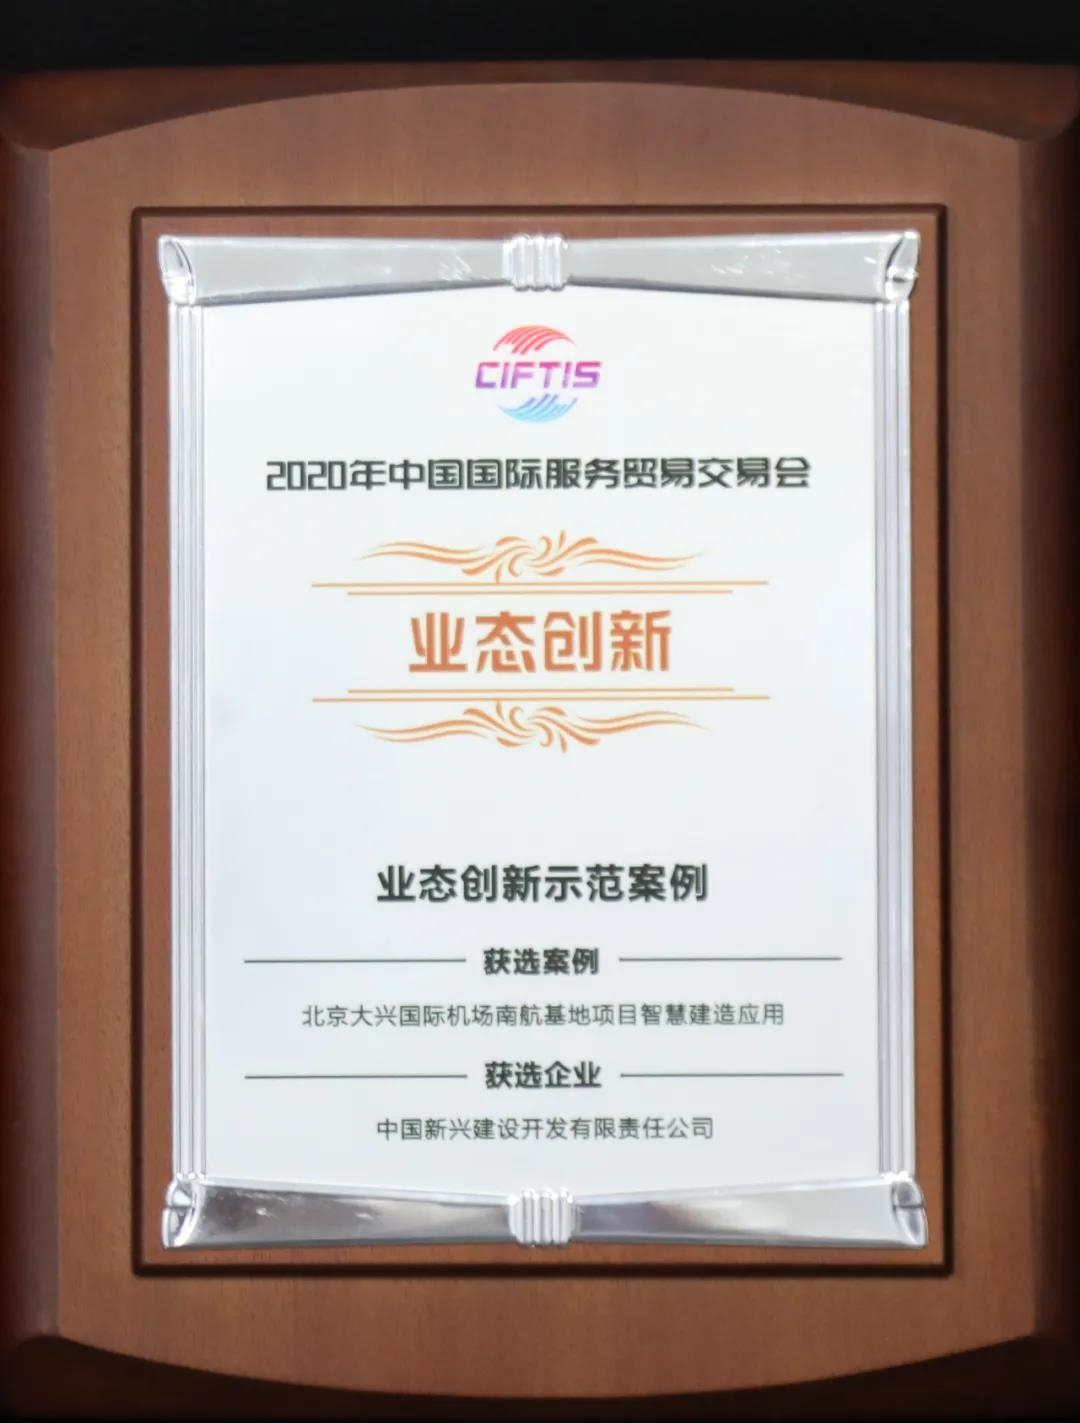 CIFTIS
2020年中国国际服务贸易交易会
业态创新
业态创新示范案例
获选案例
北京大兴国际机场南航基地项目智慧建造应用
获选企业
中国新兴建设开发有限责任公司